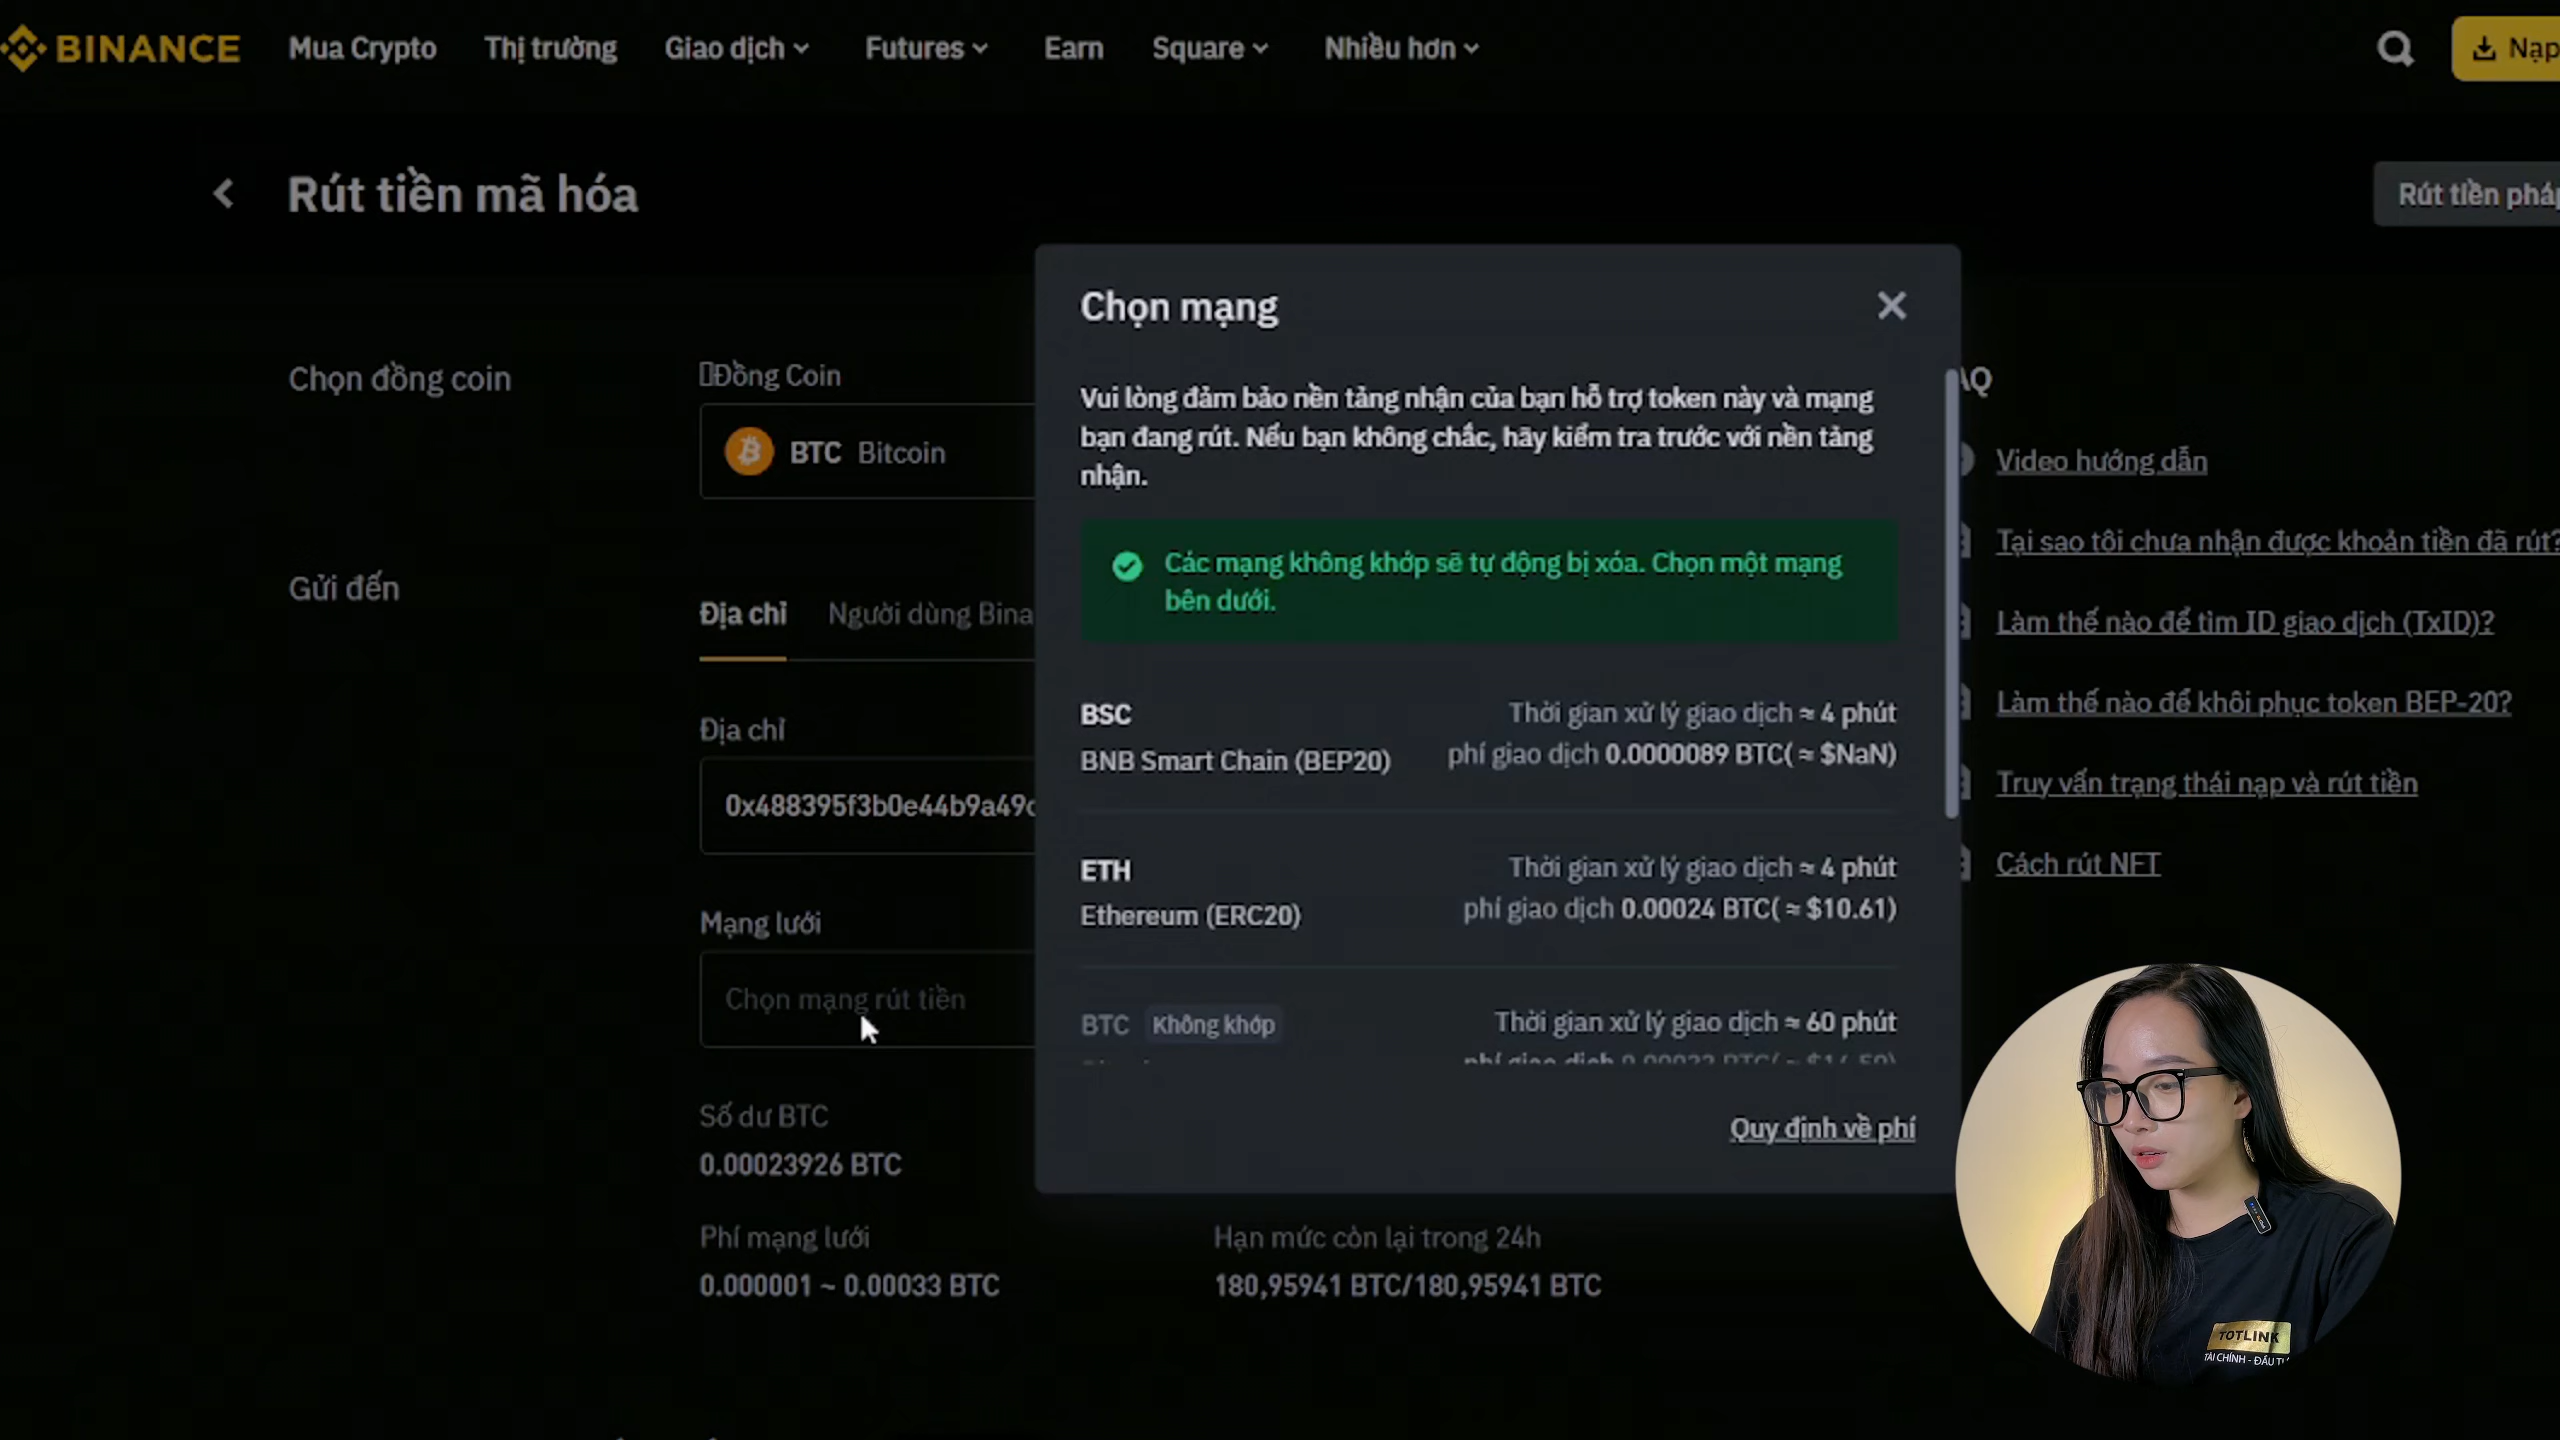 BINANCE
Mua Crypto
Thị trường
Giao dịch
Futures
Earn
Square
Nhiều hơn
Nạp
Rút tiền mã hóa
Rút tiền pháp
Chọn đồng coin
Đồng Coin
BTC Bitcoin
Gửi đến
Địa chỉ
Người dùng Bina
Địa chỉ
0x488395f3b0e44b9a49c
Mạng lưới
Chọn mạng rút tiền
Số dư BTC
0.00023926 BTC
Phí mạng lưới
0.000001 ~ 0.00033 BTC
Hạn mức còn lại trong 24h
180,95941 BTC/180,95941 BTC
Chọn mạng
Vui lòng đảm bảo nền tảng nhận của bạn hỗ trợ token này và mạng
bạn đang rút. Nếu bạn không chắc, hãy kiểm tra trước với nền tảng
nhận.
Các mạng không khớp sẽ tự động bị xóa. Chọn một mạng
bên dưới.
BSC
Thời gian xử lý giao dịch ≈ 4 phút
BNB Smart Chain (BEP20)
phí giao dịch 0.0000089 BTC( ≈ $NaN)
ETH
Thời gian xử lý giao dịch ≈ 4 phút
Ethereum (ERC20)
phí giao dịch 0.00024 BTC( ≈ $10.61)
BTC Không khớp
Thời gian xử lý giao dịch ≈ 60 phút
Quy định về phí
AQ
Video hướng dẫn
Tại sao tôi chưa nhận được khoản tiền đã rút?
Làm thế nào để tìm ID giao dịch (TxID)?
Làm thế nào để khôi phục token BEP-20?
Truy vấn trạng thái nạp và rút tiền
Cách rút NFT
TOTLINK
TÀI CHÍNH - ĐẦU TƯ